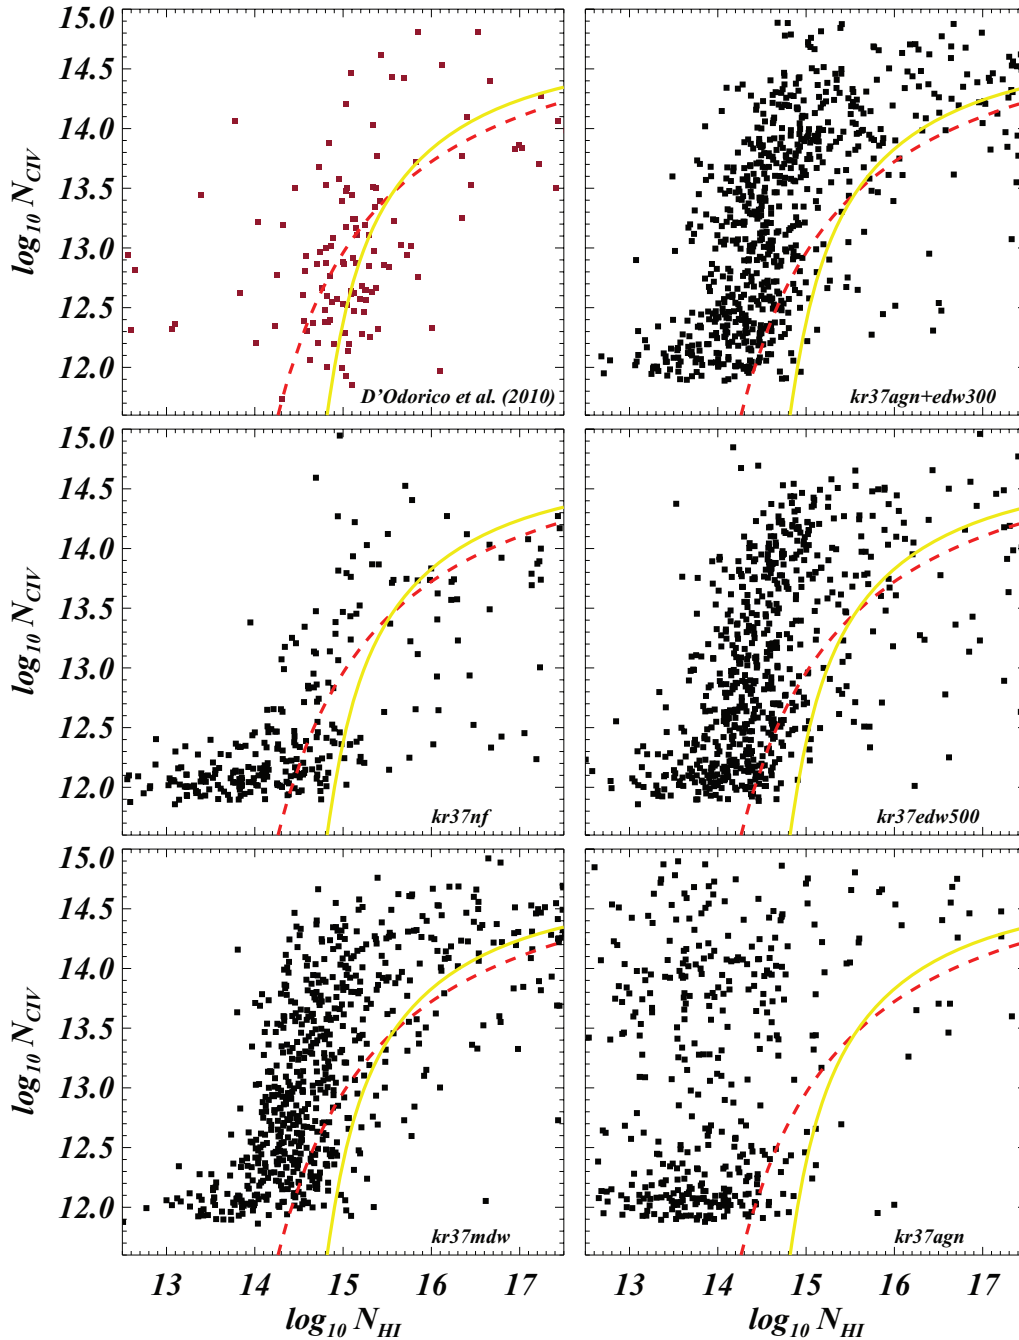 15.0
14.5
14.0
13.5
13.0
12.5
12.0
log10 NCIV
D'Odorico et al. (2010)
kr37agn+edw300
15.0
14.5
14.0
13.5
13.0
12.5
12.0
log10 NCIV
kr37nf
kr37edw500
15.0
14.5
14.0
13.5
13.0
12.5
12.0
log10 NCIV
kr37mdw
kr37agn
13 14 15 16 17
13 14 15 16 17
log10 NHI
log10 NHI